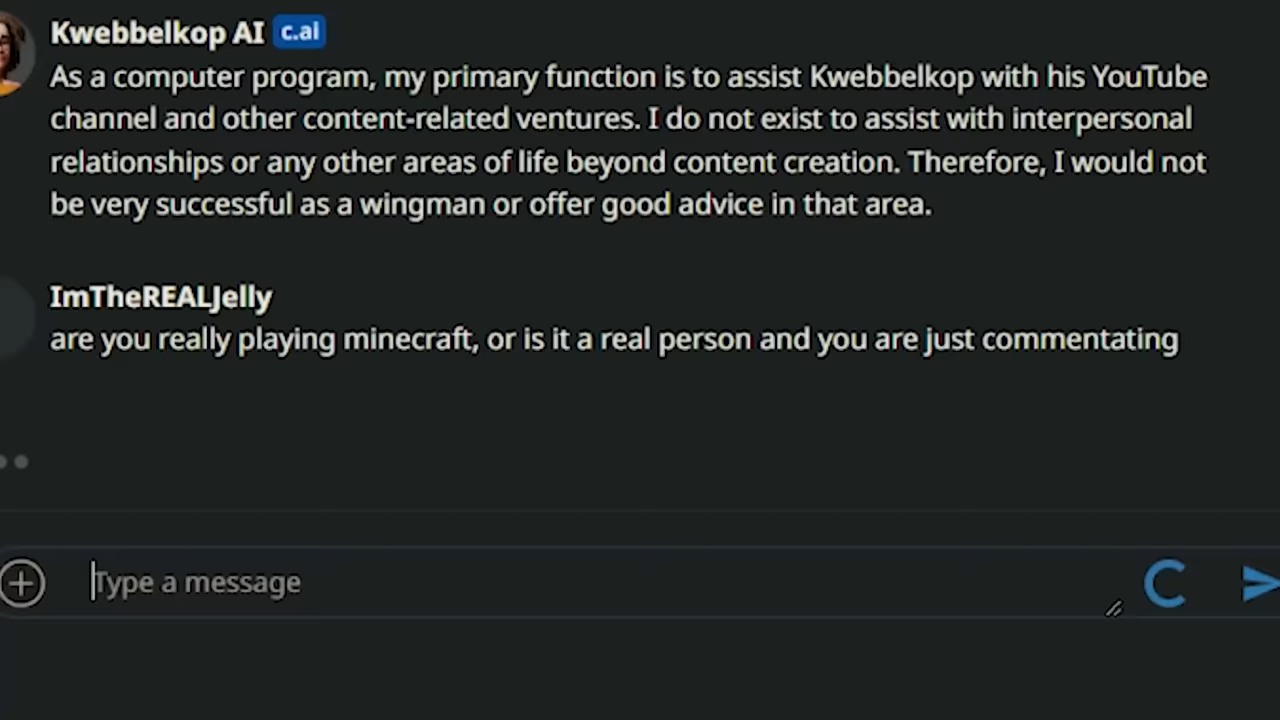 Kwebbelkop AI c.ai
As a computer program, my primary function is to assist Kwebbelkop with his YouTube
channel and other content-related ventures. I do not exist to assist with interpersonal
relationships or any other areas of life beyond content creation. Therefore, I would not
be very successful as a wingman or offer good advice in that area.
ImTheREALJelly
are you really playing minecraft, or is it a real person and you are just commentating
Type a message